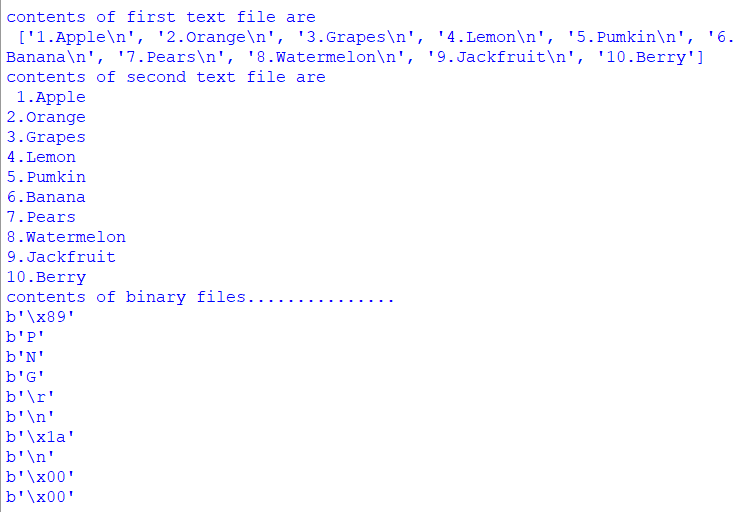 contents of first text file are
 ['1.Apple\n', '2.Orange\n', '3.Grapes\n', '4.Lemon\n', '5.Pumkin\n', '6.
Banana\n', '7.Pears\n', '8.Watermelon\n', '9.Jackfruit\n', '10.Berry']
contents of second text file are
 1.Apple
2.Orange
3.Grapes
4.Lemon
5.Pumkin
6.Banana
7.Pears
8.Watermelon
9.Jackfruit
10.Berry
contents of binary files...............
b'\x89'
b'P'
b'N'
b'G'
b'\r'
b'\n'
b'\x1a'
b'\n'
b'\x00'
b'\x00'